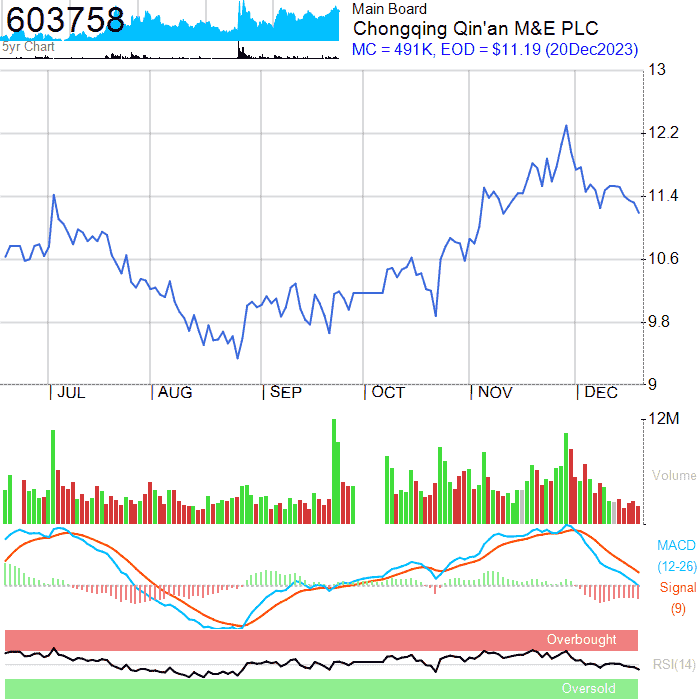 603758
5yr Chart
Main Board
Chongqing Qin'an M&E PLC
MC = 491K, EOD = $11.19 (20Dec2023)
13
12.2
11.4
10.6
9.8
9
JUL AUG SEP OCT NOV DEC
12M
Volume
MACD
(12-26)
Signal
(9)
Overbought
RSI(14)
Oversold